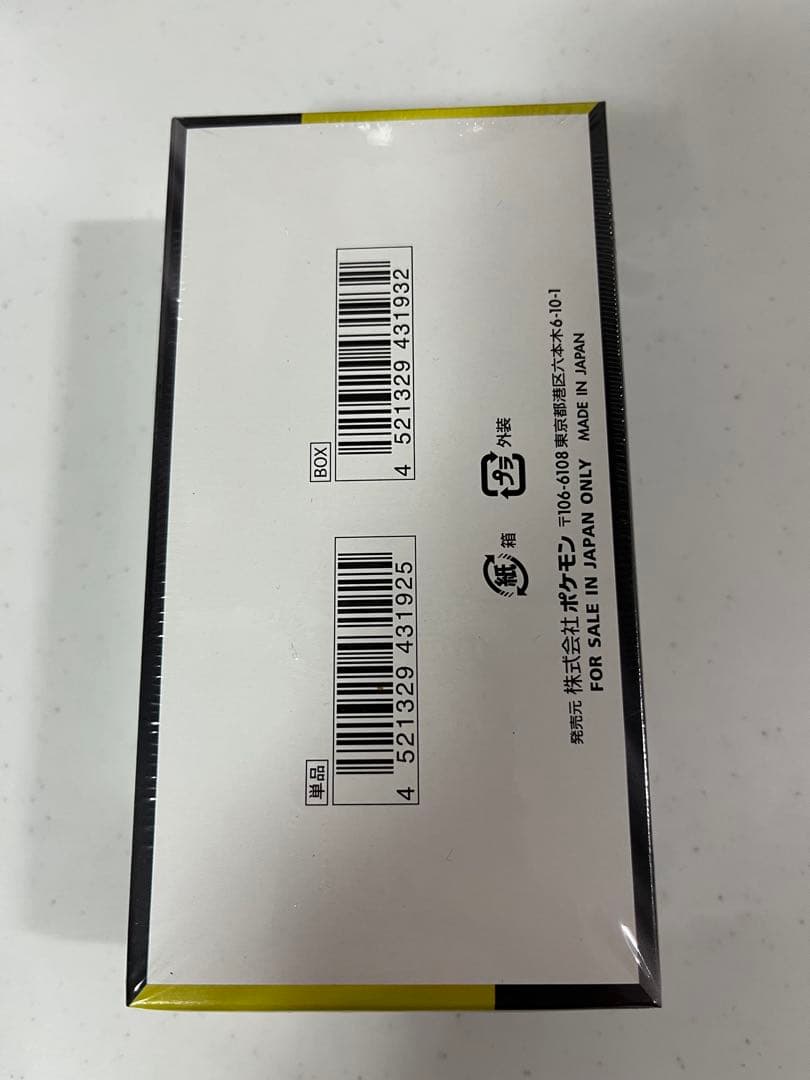 単品
4 521329 431925
BOX
4 521329 431932
紙 箱
プラ 外装
発売元 株式会社 ポケモン 〒106-6108 東京都港区六本木6-10-1
FOR SALE IN JAPAN ONLY MADE IN JAPAN